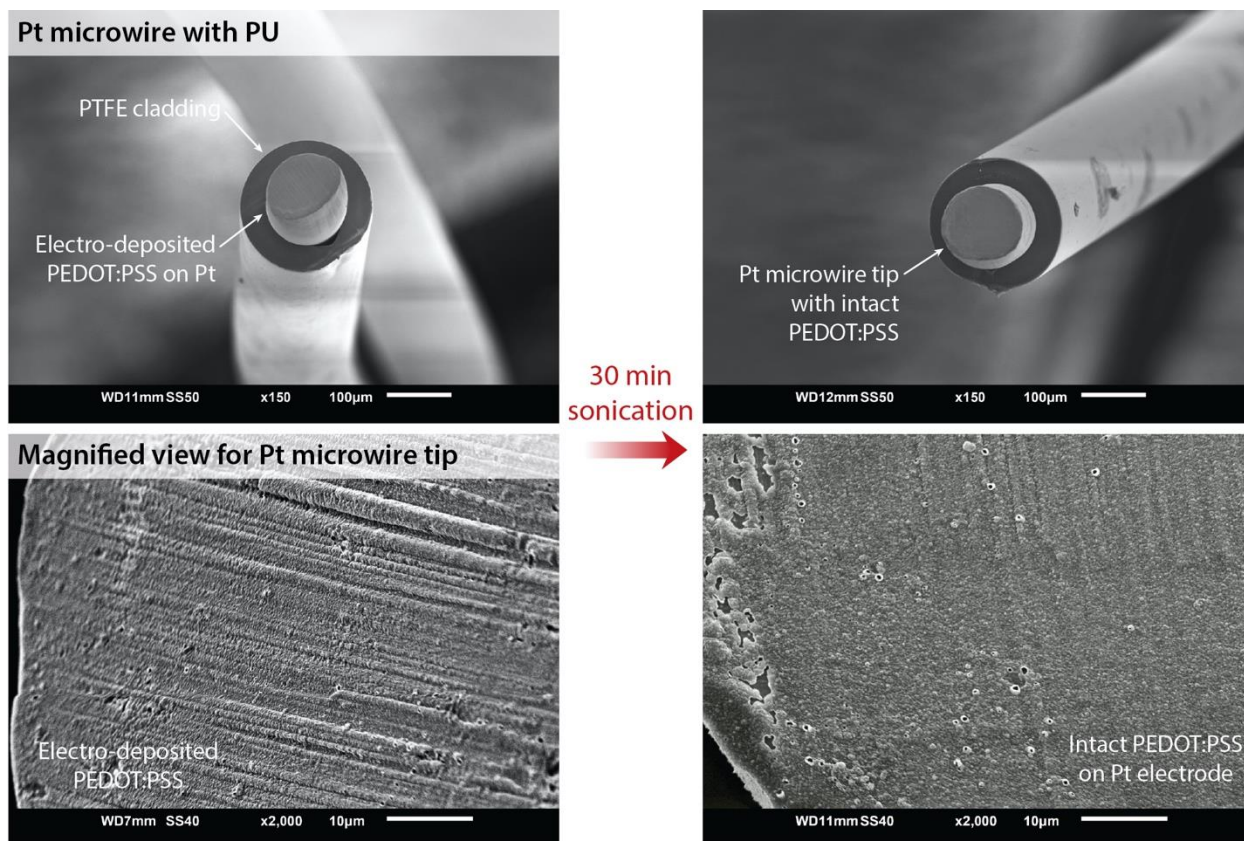 Pt microwire with PU
PTFE cladding
Electro-deposited
PEDOT:PSS on Pt
WD11mm SS50 x150 100μm
Pt microwire tip
with intact
PEDOT:PSS
WD12mm SS50 x150 100μm
30 min
sonication
Magnified view for Pt microwire tip
Electro-deposited
PEDOT:PSS
WD7mm SS40 x2,000 10μm
Intact PEDOT:PSS
on Pt electrode
WD11mm SS40 x2,000 10μm